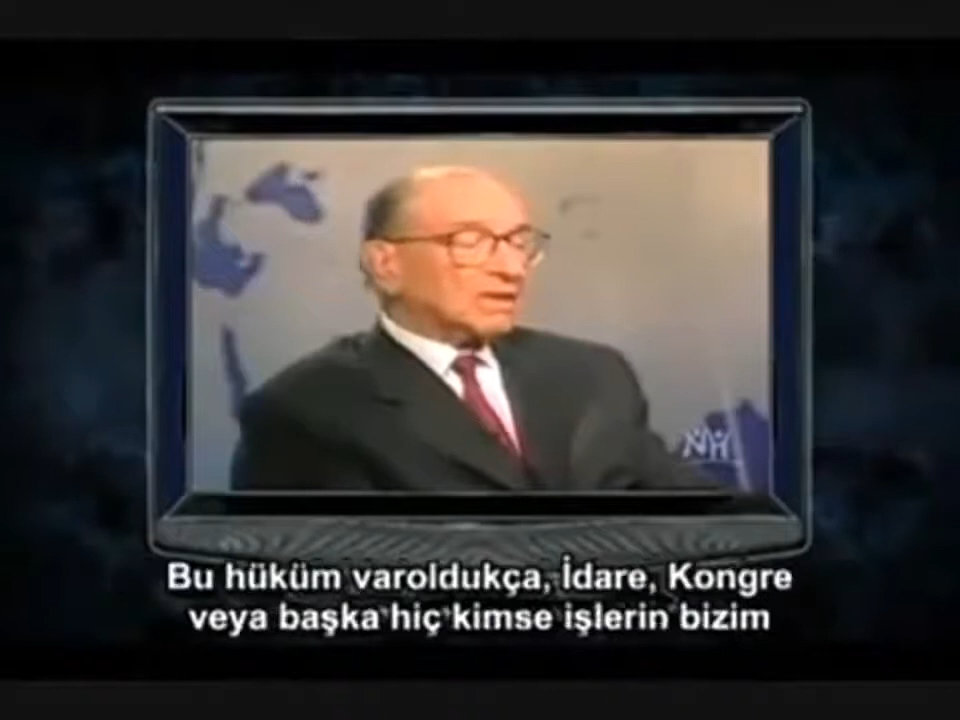 Bu hüküm varoldukça, İdare, Kongre
veya başka hiç kimse işlerin bizim